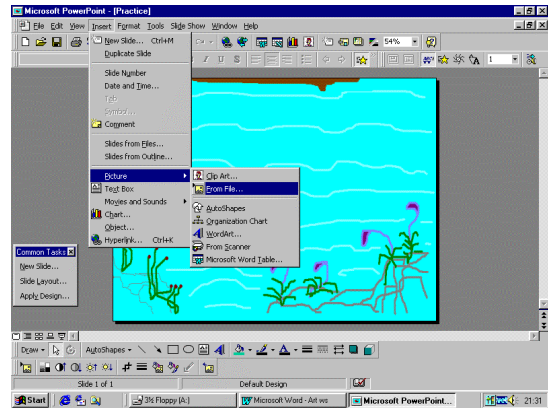 Microsoft PowerPoint - [Practice]
File Edit View Insert Format Tools Slide Show Window Help
54%
I U S
1
New Slide... Ctrl+M
Duplicate Slide
Slide Number
Date and Time...
Tab
Symbol...
Comment
Slides from Files...
Slides from Outline...
Picture
Text Box
Movies and Sounds
Chart...
Object...
Hyperlink... Ctrl+K
Clip Art...
From File...
AutoShapes
Organization Chart
WordArt...
From Scanner
Microsoft Word Table...
Common Tasks
New Slide...
Slide Layout...
Apply Design...
Draw AutoShapes
Slide 1 of 1 Default Design
Start 3½ Floppy (A:) Microsoft Word - Art ws Microsoft PowerPoint... 21:31